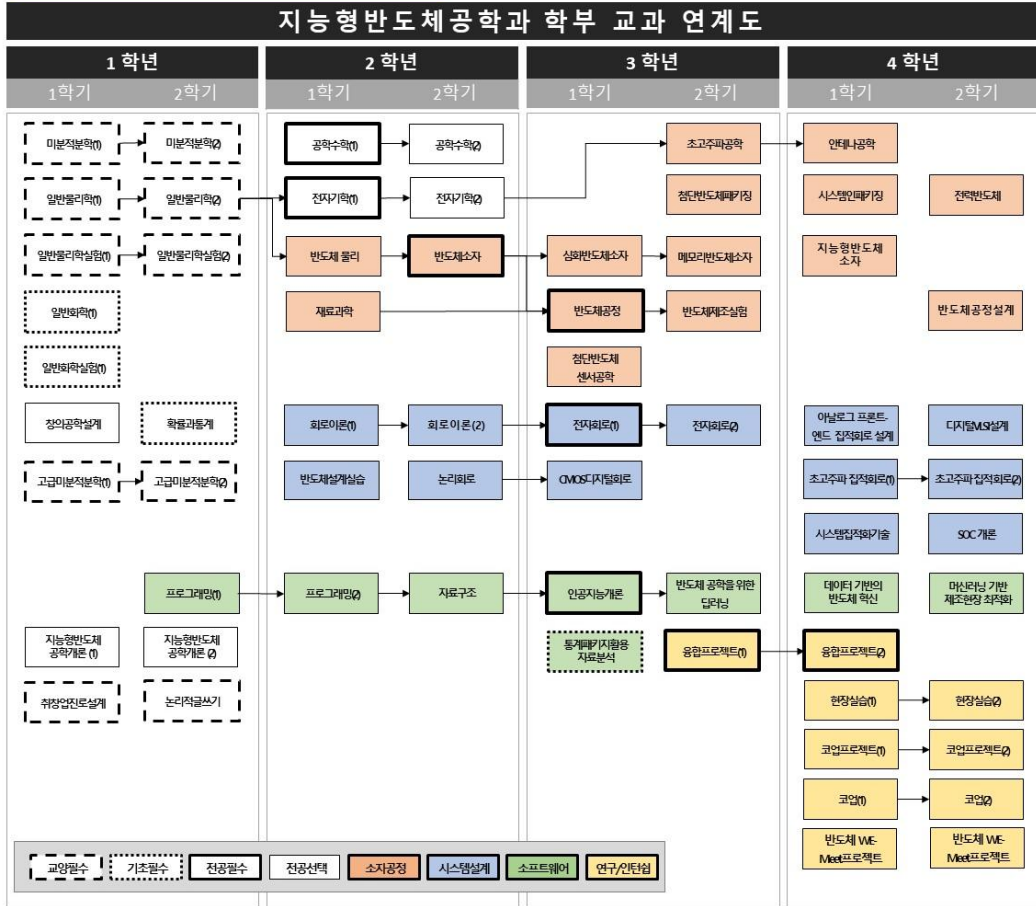 지능형반도체공학과 학부 교과 연계도
1 학년 2 학년 3 학년 4 학년
1학기 2학기 1학기 2학기 1학기 2학기 1학기 2학기
미분적분학(1) 미분적분학(2) 공학수학(1) 공학수학(2) 초고주파공학 안테나공학
일반물리학(1) 일반물리학(2) 전자기학(1) 전자기학(2) 첨단반도체패키징 시스템인패키징 전력반도체
일반물리학실험(1) 일반물리학실험(2) 반도체 물리 반도체소자 심화반도체소자 메모리반도체소자 지능형반도체
소자
일반화학(1) 재료과학 반도체공정 반도체제조실험 반도체공정설계
일반화학실험(1) 첨단반도체
센서공학
창의공학설계 확률과통계 회로이론(1) 회로이론(2) 전자회로(1) 전자회로(2) 아날로그 프론트-
엔드 집적회로 설계 디지털VLSI설계
고급미분적분학(1) 고급미분적분학(2) 반도체설계실습 논리회로 CMOS디지털회로 초고주파 집적회로(1) 초고주파 집적회로(2)
시스템집적화기술 SOC 개론
프로그래밍(1) 프로그래밍(2) 자료구조 인공지능개론 반도체 공학을 위한
딥러닝 데이터 기반의
반도체 혁신 머신러닝 기반
제조현장 최적화
지능형반도체
공학개론 (1) 지능형반도체
공학개론 (2) 통계패키지활용
자료분석 융합프로젝트(1) 융합프로젝트(2)
취창업진로설계 논리적글쓰기 현장실습(1) 현장실습(2)
코업프로젝트(1) 코업프로젝트(2)
코업(1) 코업(2)
반도체 WE-
Meet프로젝트 반도체 WE-
Meet프로젝트
교양필수 기초필수 전공필수 전공선택 소자공정 시스템설계 소프트웨어 연구/인턴쉽